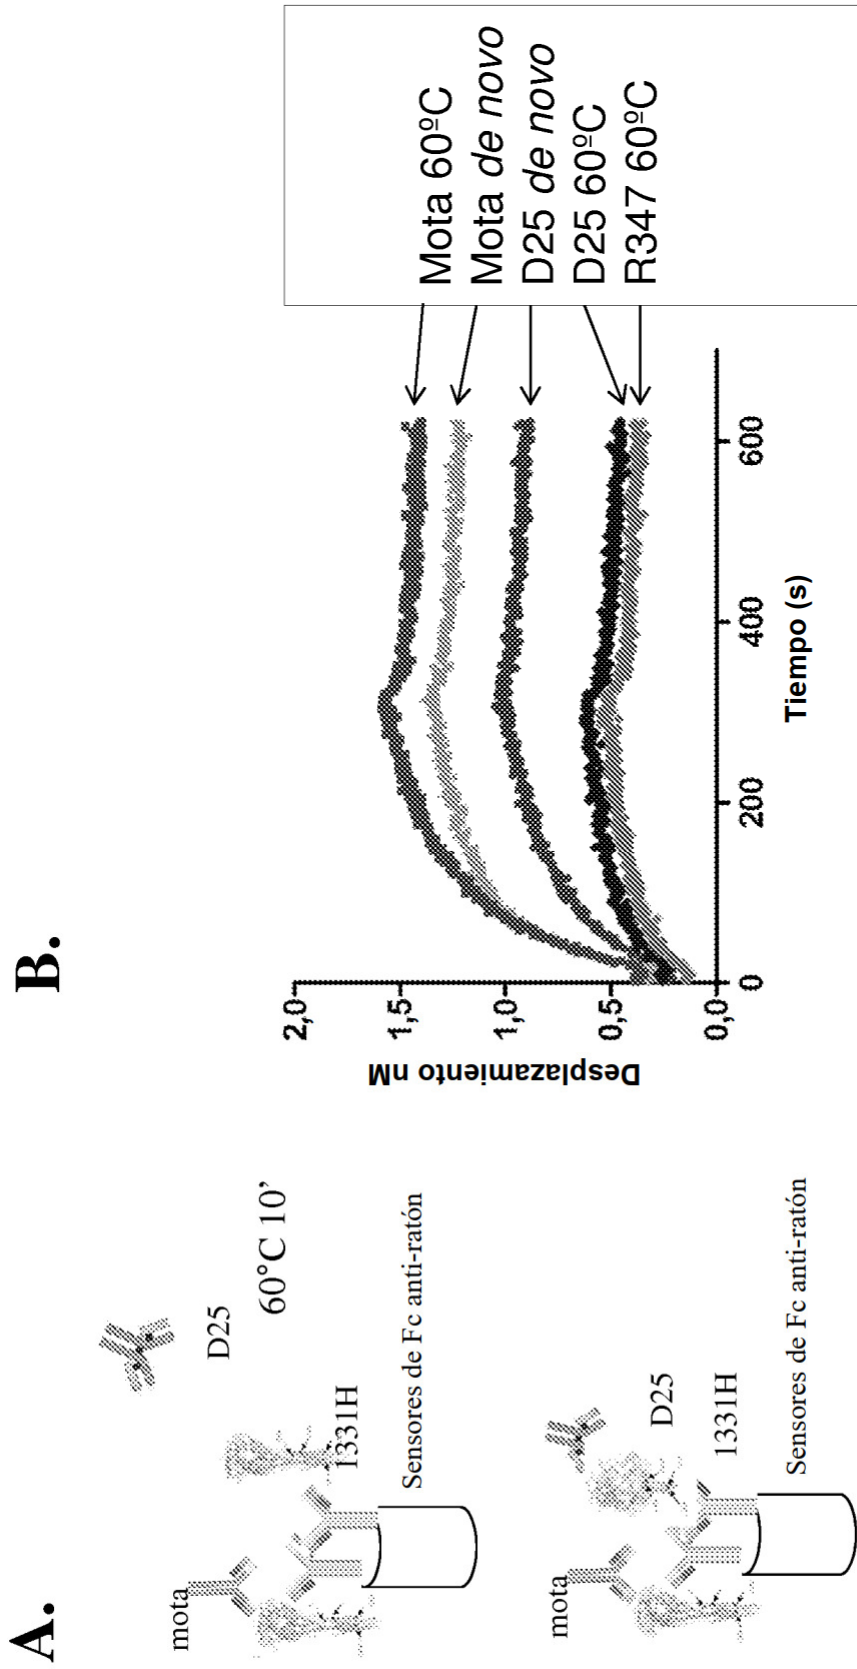 A.
mota
D25
60°C 10'
1331H
Sensores de Fc anti-ratón
mota
D25
1331H
Sensores de Fc anti-ratón
B.
Desplazamiento nM
2,0
1,5
1,0
0,5
0,0
0
200
400
600
Tiempo (s)
Mota 60ºC
Mota de novo
D25 de novo
D25 60ºC
R347 60ºC